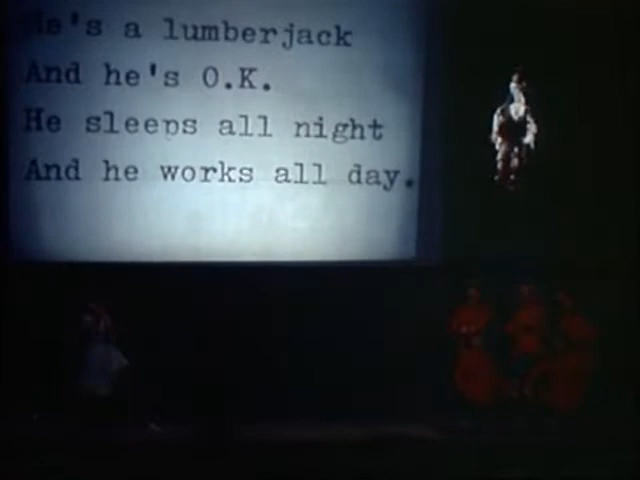 He's a lumberjack
And he's O.K.
He sleeps all night
And he works all day.